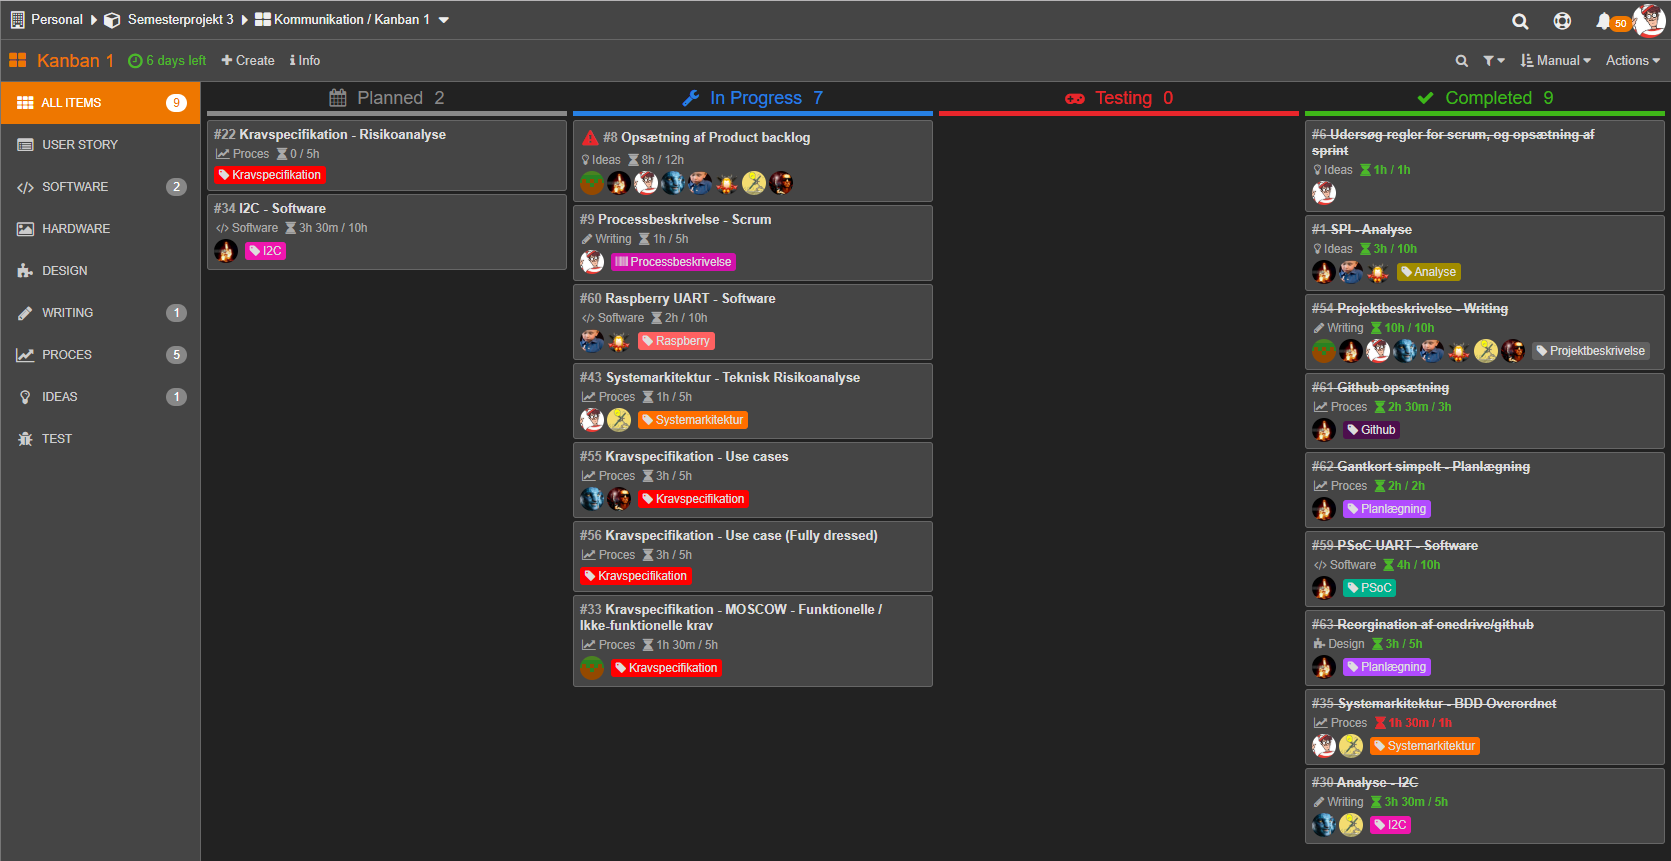 Personal Semesterprojekt 3 Kommunikation / Kanban 1
50
Kanban 1 6 days left Create Info Manual Actions
ALL ITEMS 9
USER STORY
SOFTWARE 2
HARDWARE
DESIGN
WRITING 1
PROCES 5
IDEAS 1
TEST
Planned 2
#22 Kravspecifikation - Risikoanalyse
Proces 0 / 5h
Kravspecifikation
#34 I2C - Software
Software 3h 30m / 10h
I2C
In Progress 7
#8 Opsætning af Product backlog
Ideas 8h / 12h
#9 Processbeskrivelse - Scrum
Writing 1h / 5h
Processbeskrivelse
#60 Raspberry UART - Software
Software 2h / 10h
Raspberry
#43 Systemarkitektur - Teknisk Risikoanalyse
Proces 1h / 5h
Systemarkitektur
#55 Kravspecifikation - Use cases
Proces 3h / 5h
Kravspecifikation
#56 Kravspecifikation - Use case (Fully dressed)
Proces 3h / 5h
Kravspecifikation
#33 Kravspecifikation - MOSCOW - Funktionelle /
Ikke-funktionelle krav
Proces 1h 30m / 5h
Kravspecifikation
Testing 0
Completed 9
#6 Udersøg regler for scrum, og opsætning af
sprint
Ideas 1h / 1h
#1 SPI - Analyse
Ideas 3h / 10h
Analyse
#54 Projektbeskrivelse - Writing
Writing 10h / 10h
Projektbeskrivelse
#61 Github opsætning
Proces 2h 30m / 3h
Github
#62 Gantkort simpelt - Planlægning
Proces 2h / 2h
Planlægning
#59 PSoC UART - Software
Software 4h / 10h
PSoC
#63 Reorgination af onedrive/github
Design 3h / 5h
Planlægning
#35 Systemarkitektur - BDD Overordnet
Proces 1h 30m / 1h
Systemarkitektur
#30 Analyse - I2C
Writing 3h 30m / 5h
I2C